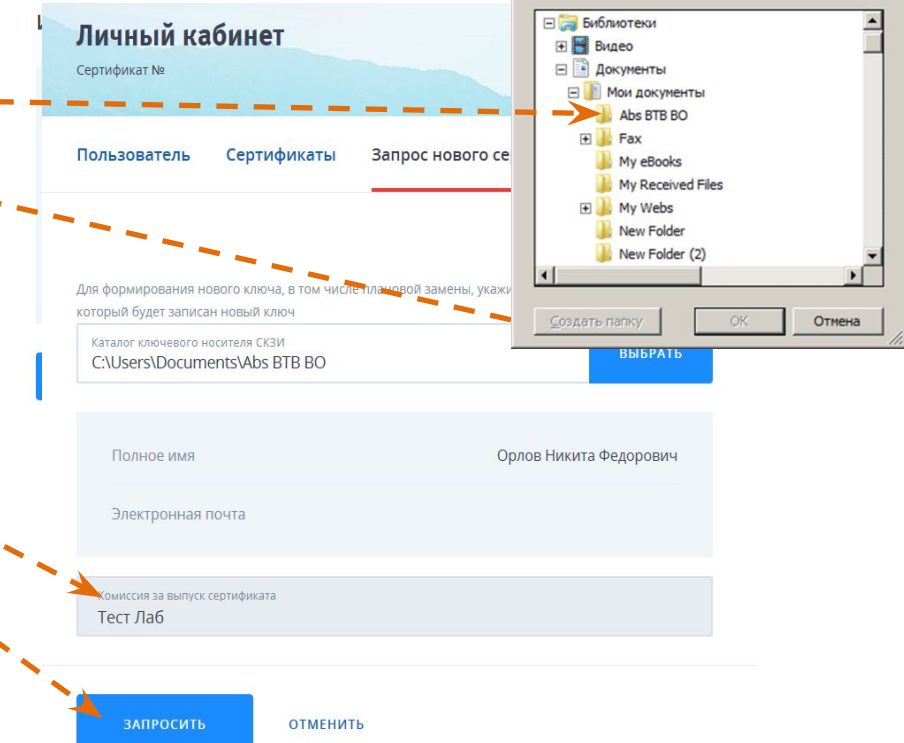 Личный кабинет
Сертификат №
Пользователь Сертификаты Запрос нового се
Для формирования нового ключа, в том числе плановой замены, укажи
который будет записан новый ключ
Каталог ключевого носителя СКЗИ
C:\Users\Documents\Abs BTB BO
ВЫБРАТЬ
Полное имя Орлов Никита Федорович
Электронная почта
Комиссия за выпуск сертификата
Тест Лаб
ЗАПРОСИТЬ ОТМЕНИТЬ
Библиотеки
Видео
Документы
Мои документы
Abs BTB BO
Fax
My eBooks
My Received Files
My Webs
New Folder
New Folder (2)
Создать папку OK Отмена